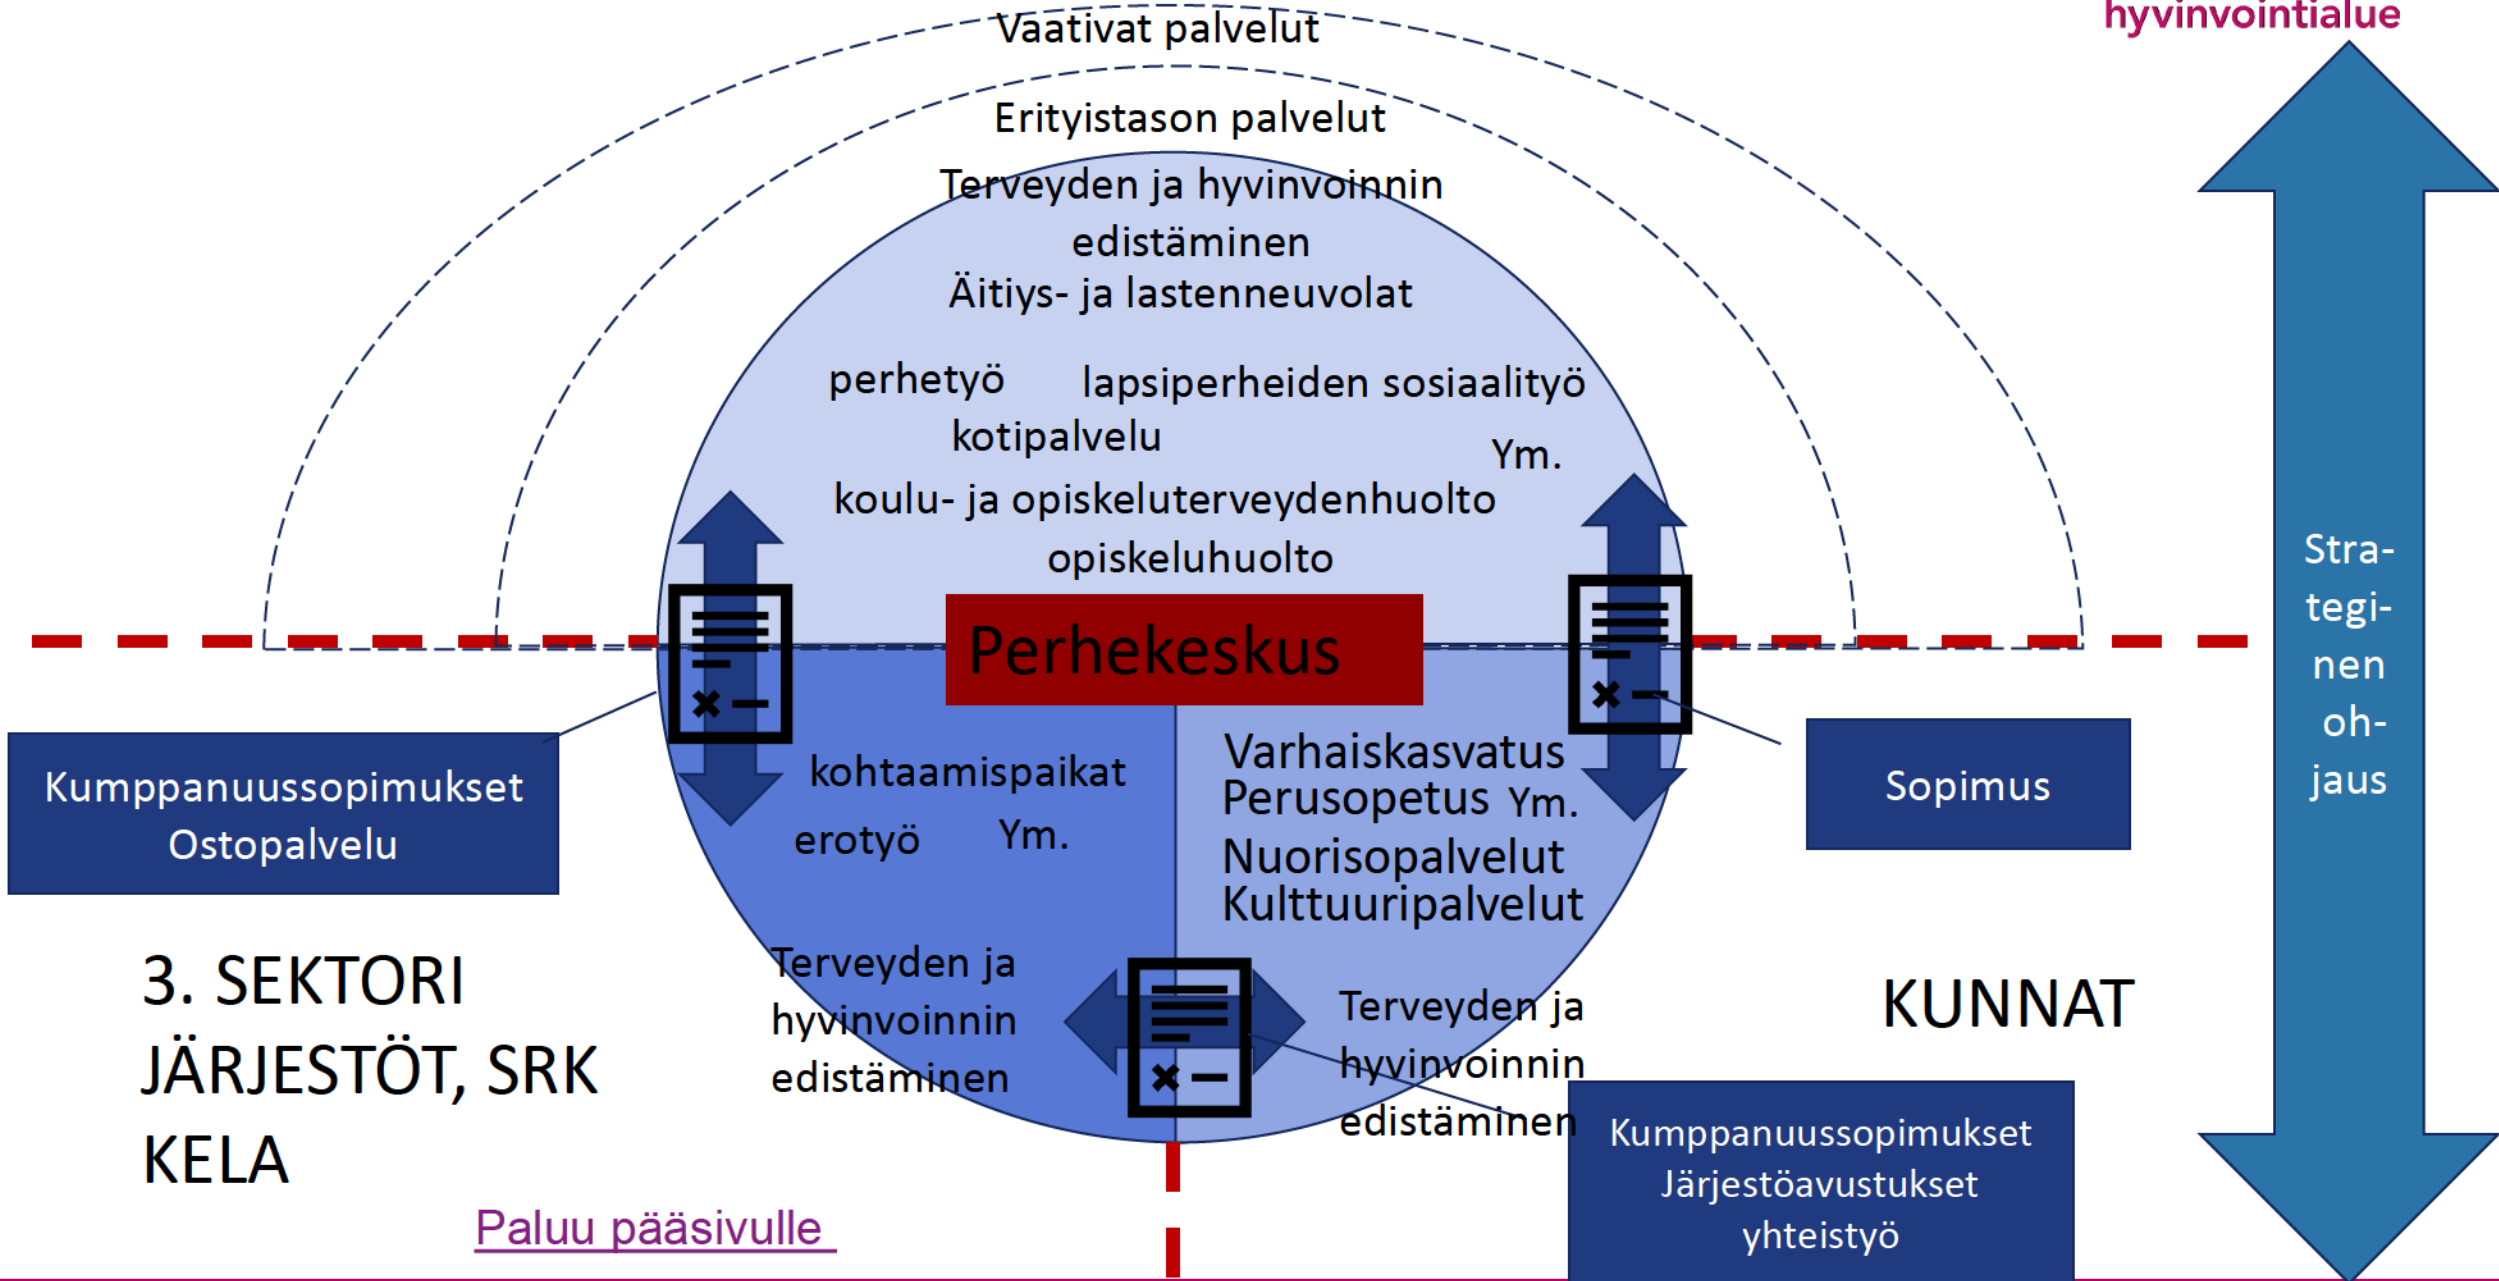 hyvinvointialue
Vaativat palvelut
Erityistason palvelut
Terveyden ja hyvinvoinnin
edistäminen
Äitiys- ja lastenneuvolat
perhetyö
lapsiperheiden sosiaalityö
kotipalvelu
Ym.
koulu- ja opiskeluterveydenhuolto
opiskeluhuolto
Perhekeskus
Stra-
tegi-
nen
oh-
jaus
Kumppanuussopimukset
Ostopalvelu
kohtaamispaikat
erotyö
Ym.
Varhaiskasvatus
Perusopetus Ym.
Nuorisopalvelut
Kulttuuripalvelut
Sopimus
3. SEKTORI
JÄRJESTÖT, SRK
KELA
Terveyden ja
hyvinvoinnin
edistäminen
Terveyden ja
hyvinvoinnin
edistäminen
KUNNAT
Kumppanuussopimukset
Järjestöavustukset
yhteistyö
Paluu pääsivulle